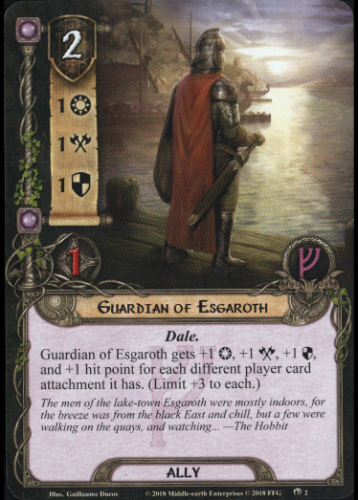 2
1
1
1
1
Guardian of Esgaroth
Dale.
Guardian of Esgaroth gets +1 , +1 , +1 ,
and +1 hit point for each different player card
attachment it has. (Limit +3 to each.)
The men of the lake-town Esgaroth were mostly indoors, for
the breeze was from the black East and chill, but a few were
walking on the quays, and watching... —The Hobbit
ALLY
Illus. Guillaume Ducos © 2018 Middle-earth Enterprises © 2018 FFG 2